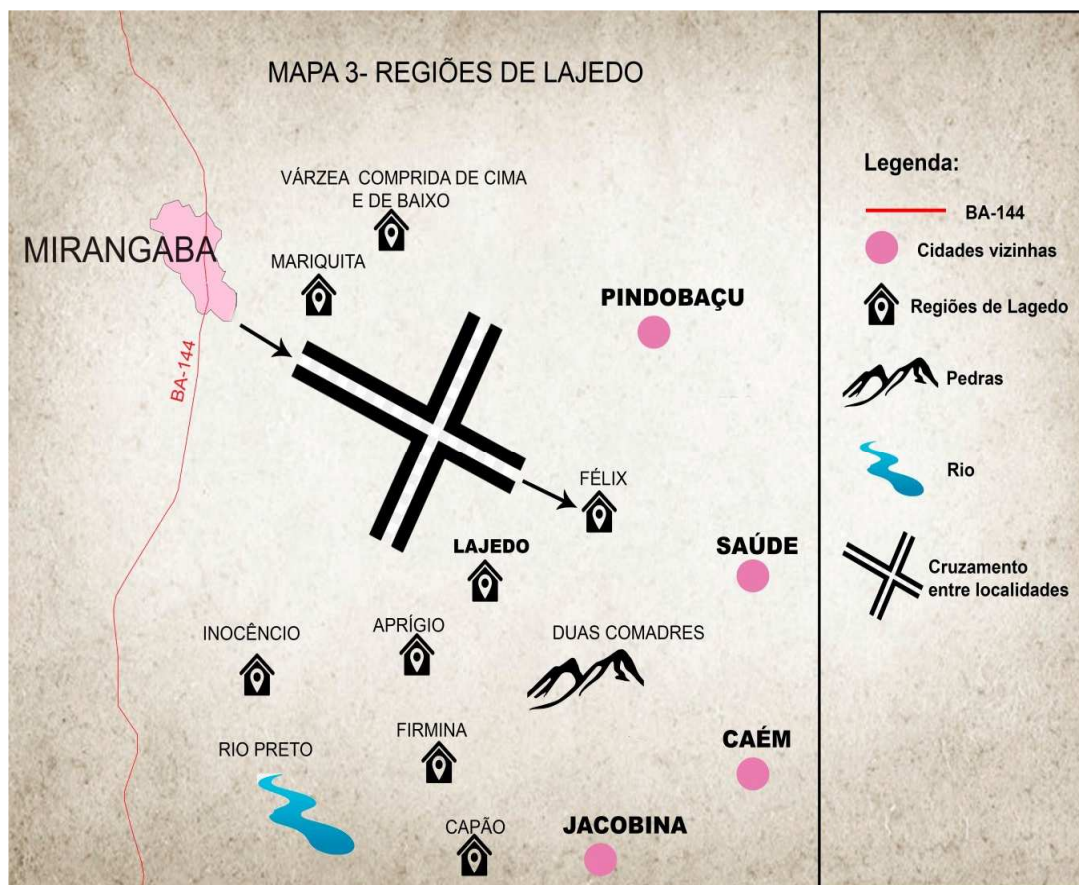 MAPA 3- REGIÕES DE LAJEDO
VÁRZEA COMPRIDA DE CIMA
E DE BAIXO
MIRANGABA
MARIQUITA
PINDOBAÇU
BA-144
FÉLIX
LAJEDO
SAÚDE
INOCÊNCIO
APRÍGIO
DUAS COMADRES
FIRMINA
RIO PRETO
CAÉM
CAPÃO
JACOBINA
Legenda:
BA-144
Cidades vizinhas
Regiões de Lagedo
Pedras
Rio
Cruzamento
entre localidades